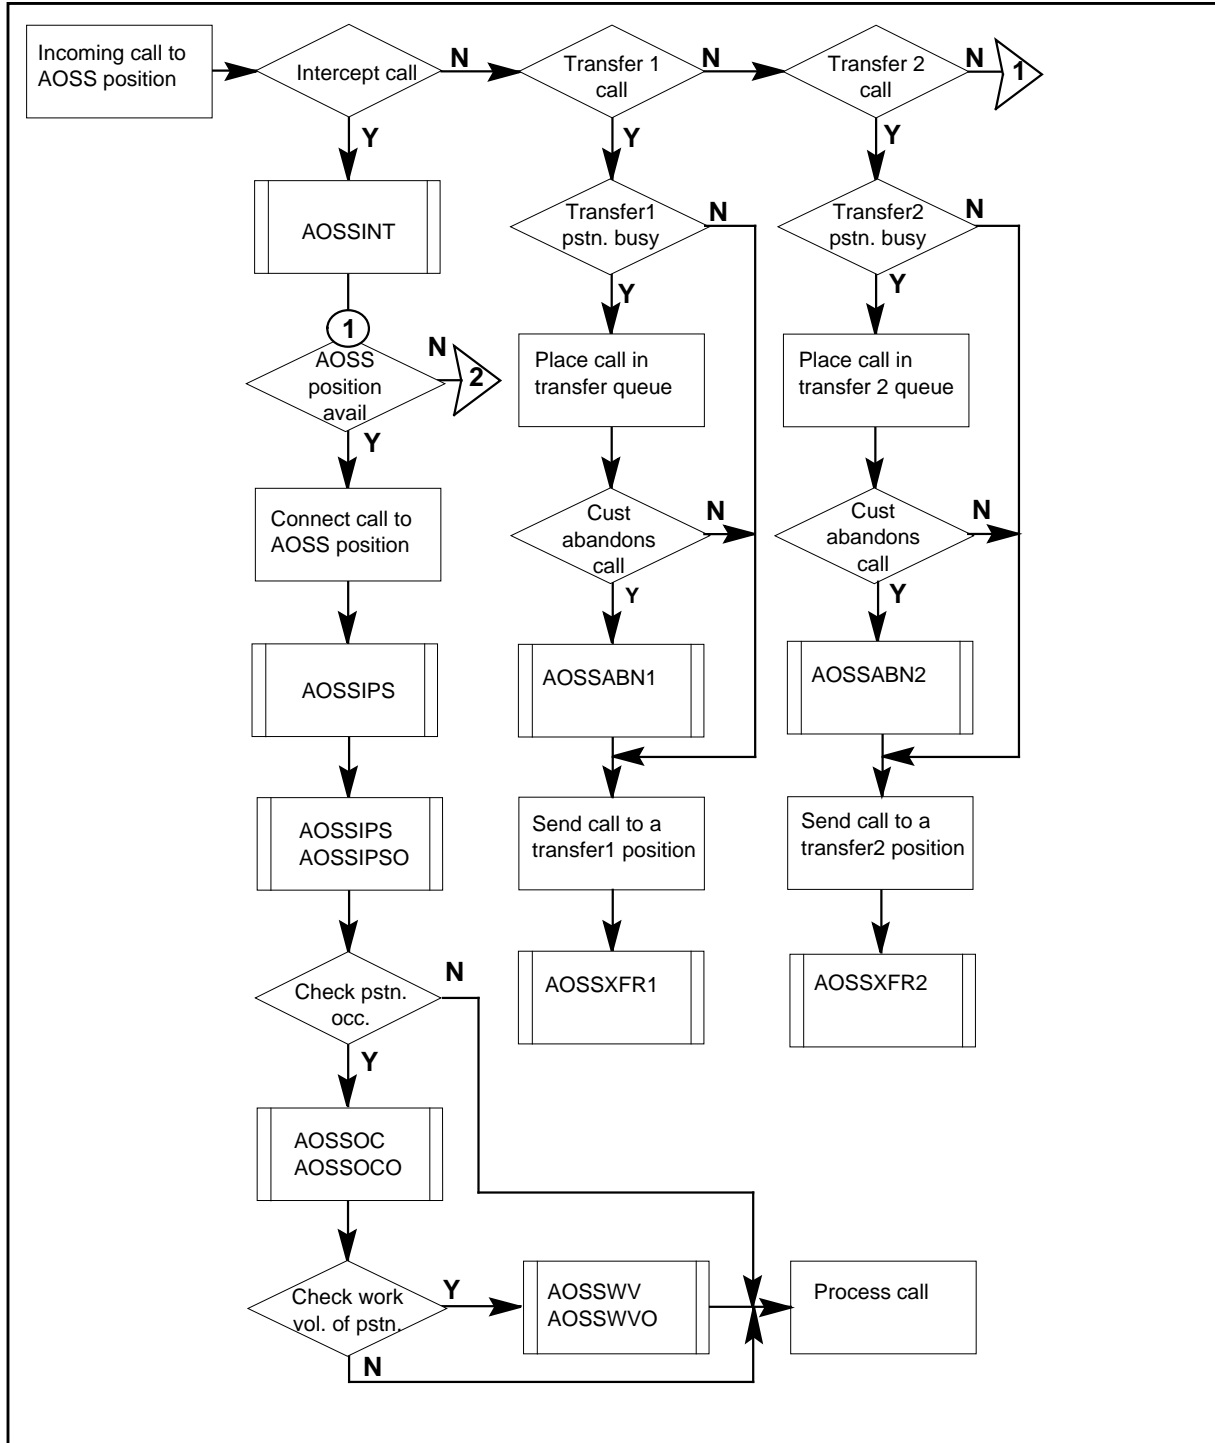 Incoming call to
AOSS position
Intercept call
N
Transfer 1
call
N
Transfer 2
call
N
1
Y
Y
Y
AOSSINT
Transfer1
pstn. busy
N
Transfer2
pstn. busy
N
Y
Y
1
AOSS
position
avail
N
2
Y
Place call in
transfer queue
Place call in
transfer 2 queue
Connect call to
AOSS position
Cust
abandons
call
N
Cust
abandons
call
N
Y
Y
AOSSIPS
AOSSABN1
AOSSABN2
AOSSIPS
AOSSIPSO
Send call to a
transfer1 position
Send call to a
transfer2 position
Check pstn.
occ.
N
Y
AOSSXFR1
AOSSXFR2
AOSSOC
AOSSOCO
Check work
vol. of pstn.
Y
N
AOSSWV
AOSSWVO
Process call